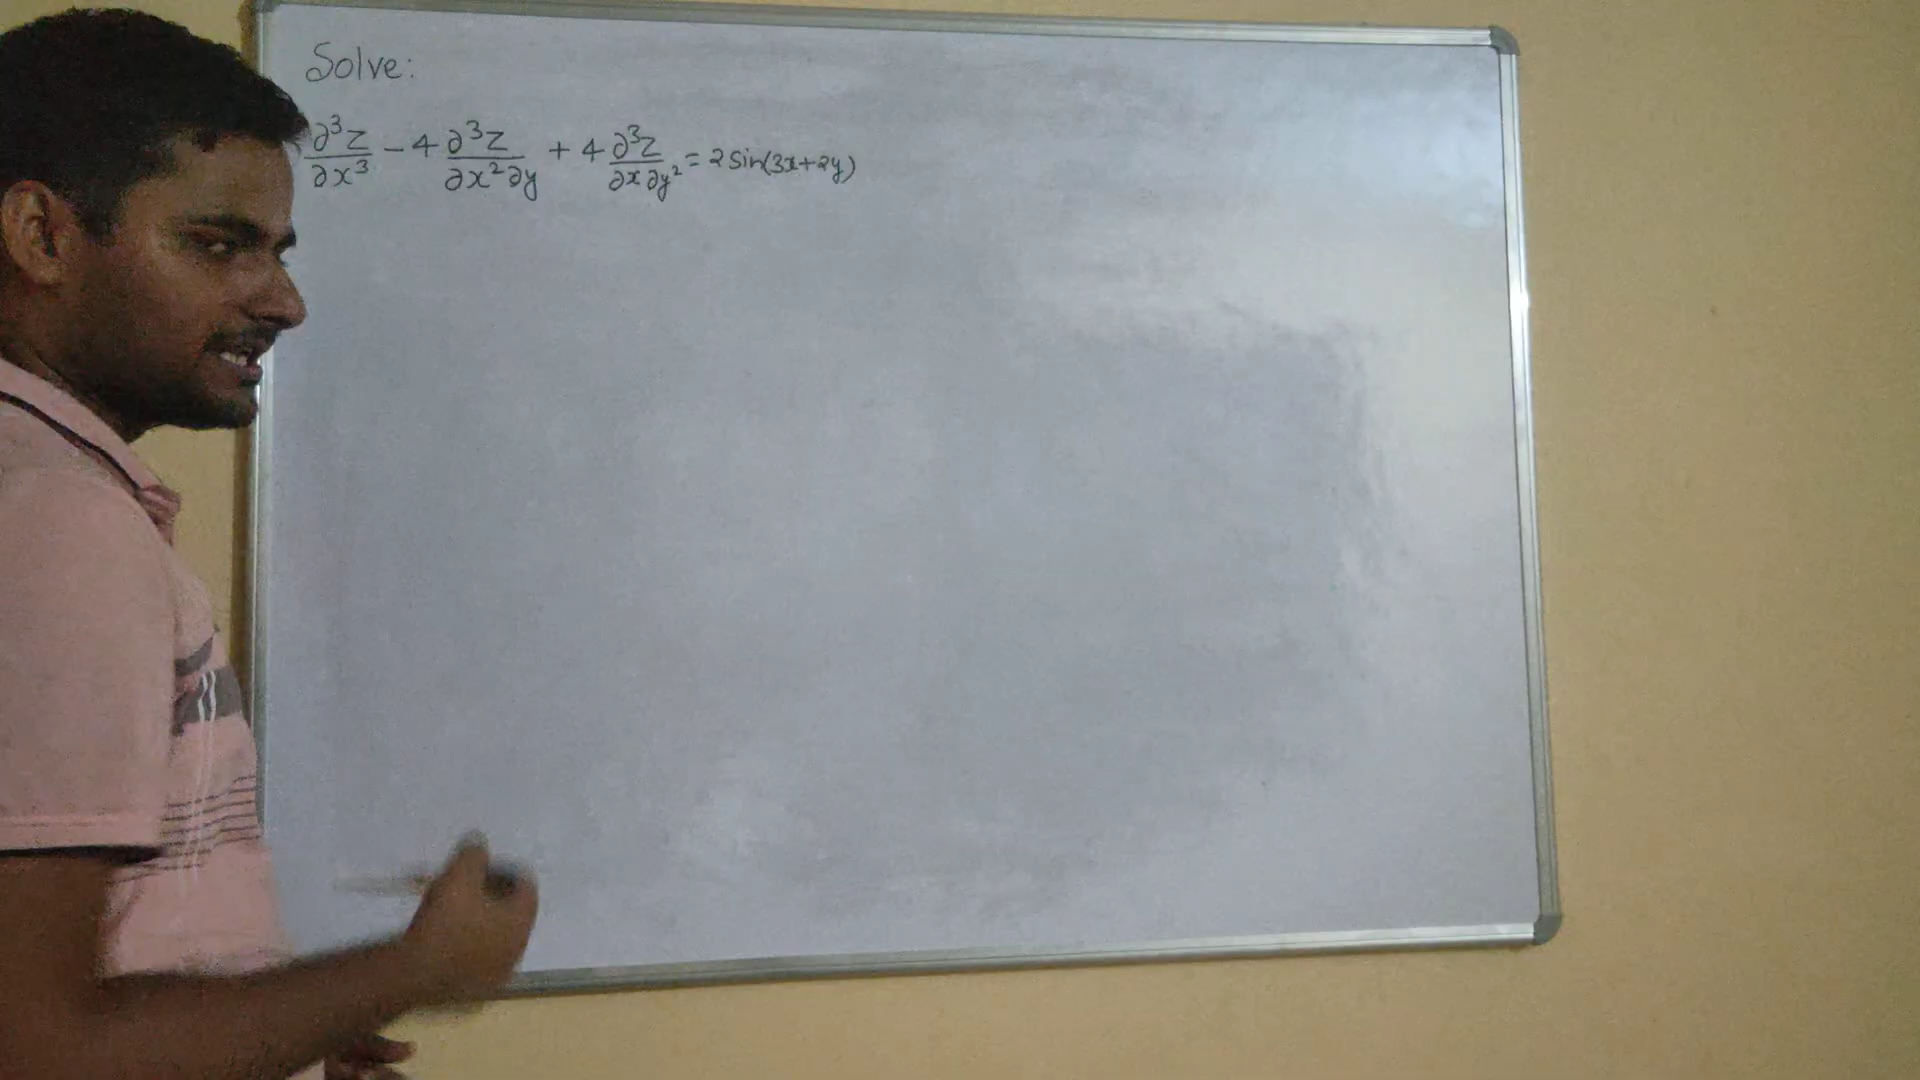 Solve:
∂³z/∂x³ - 4 ∂³z/∂x²∂y + 4 ∂³z/∂x∂y² = 2 sin(3x+2y)